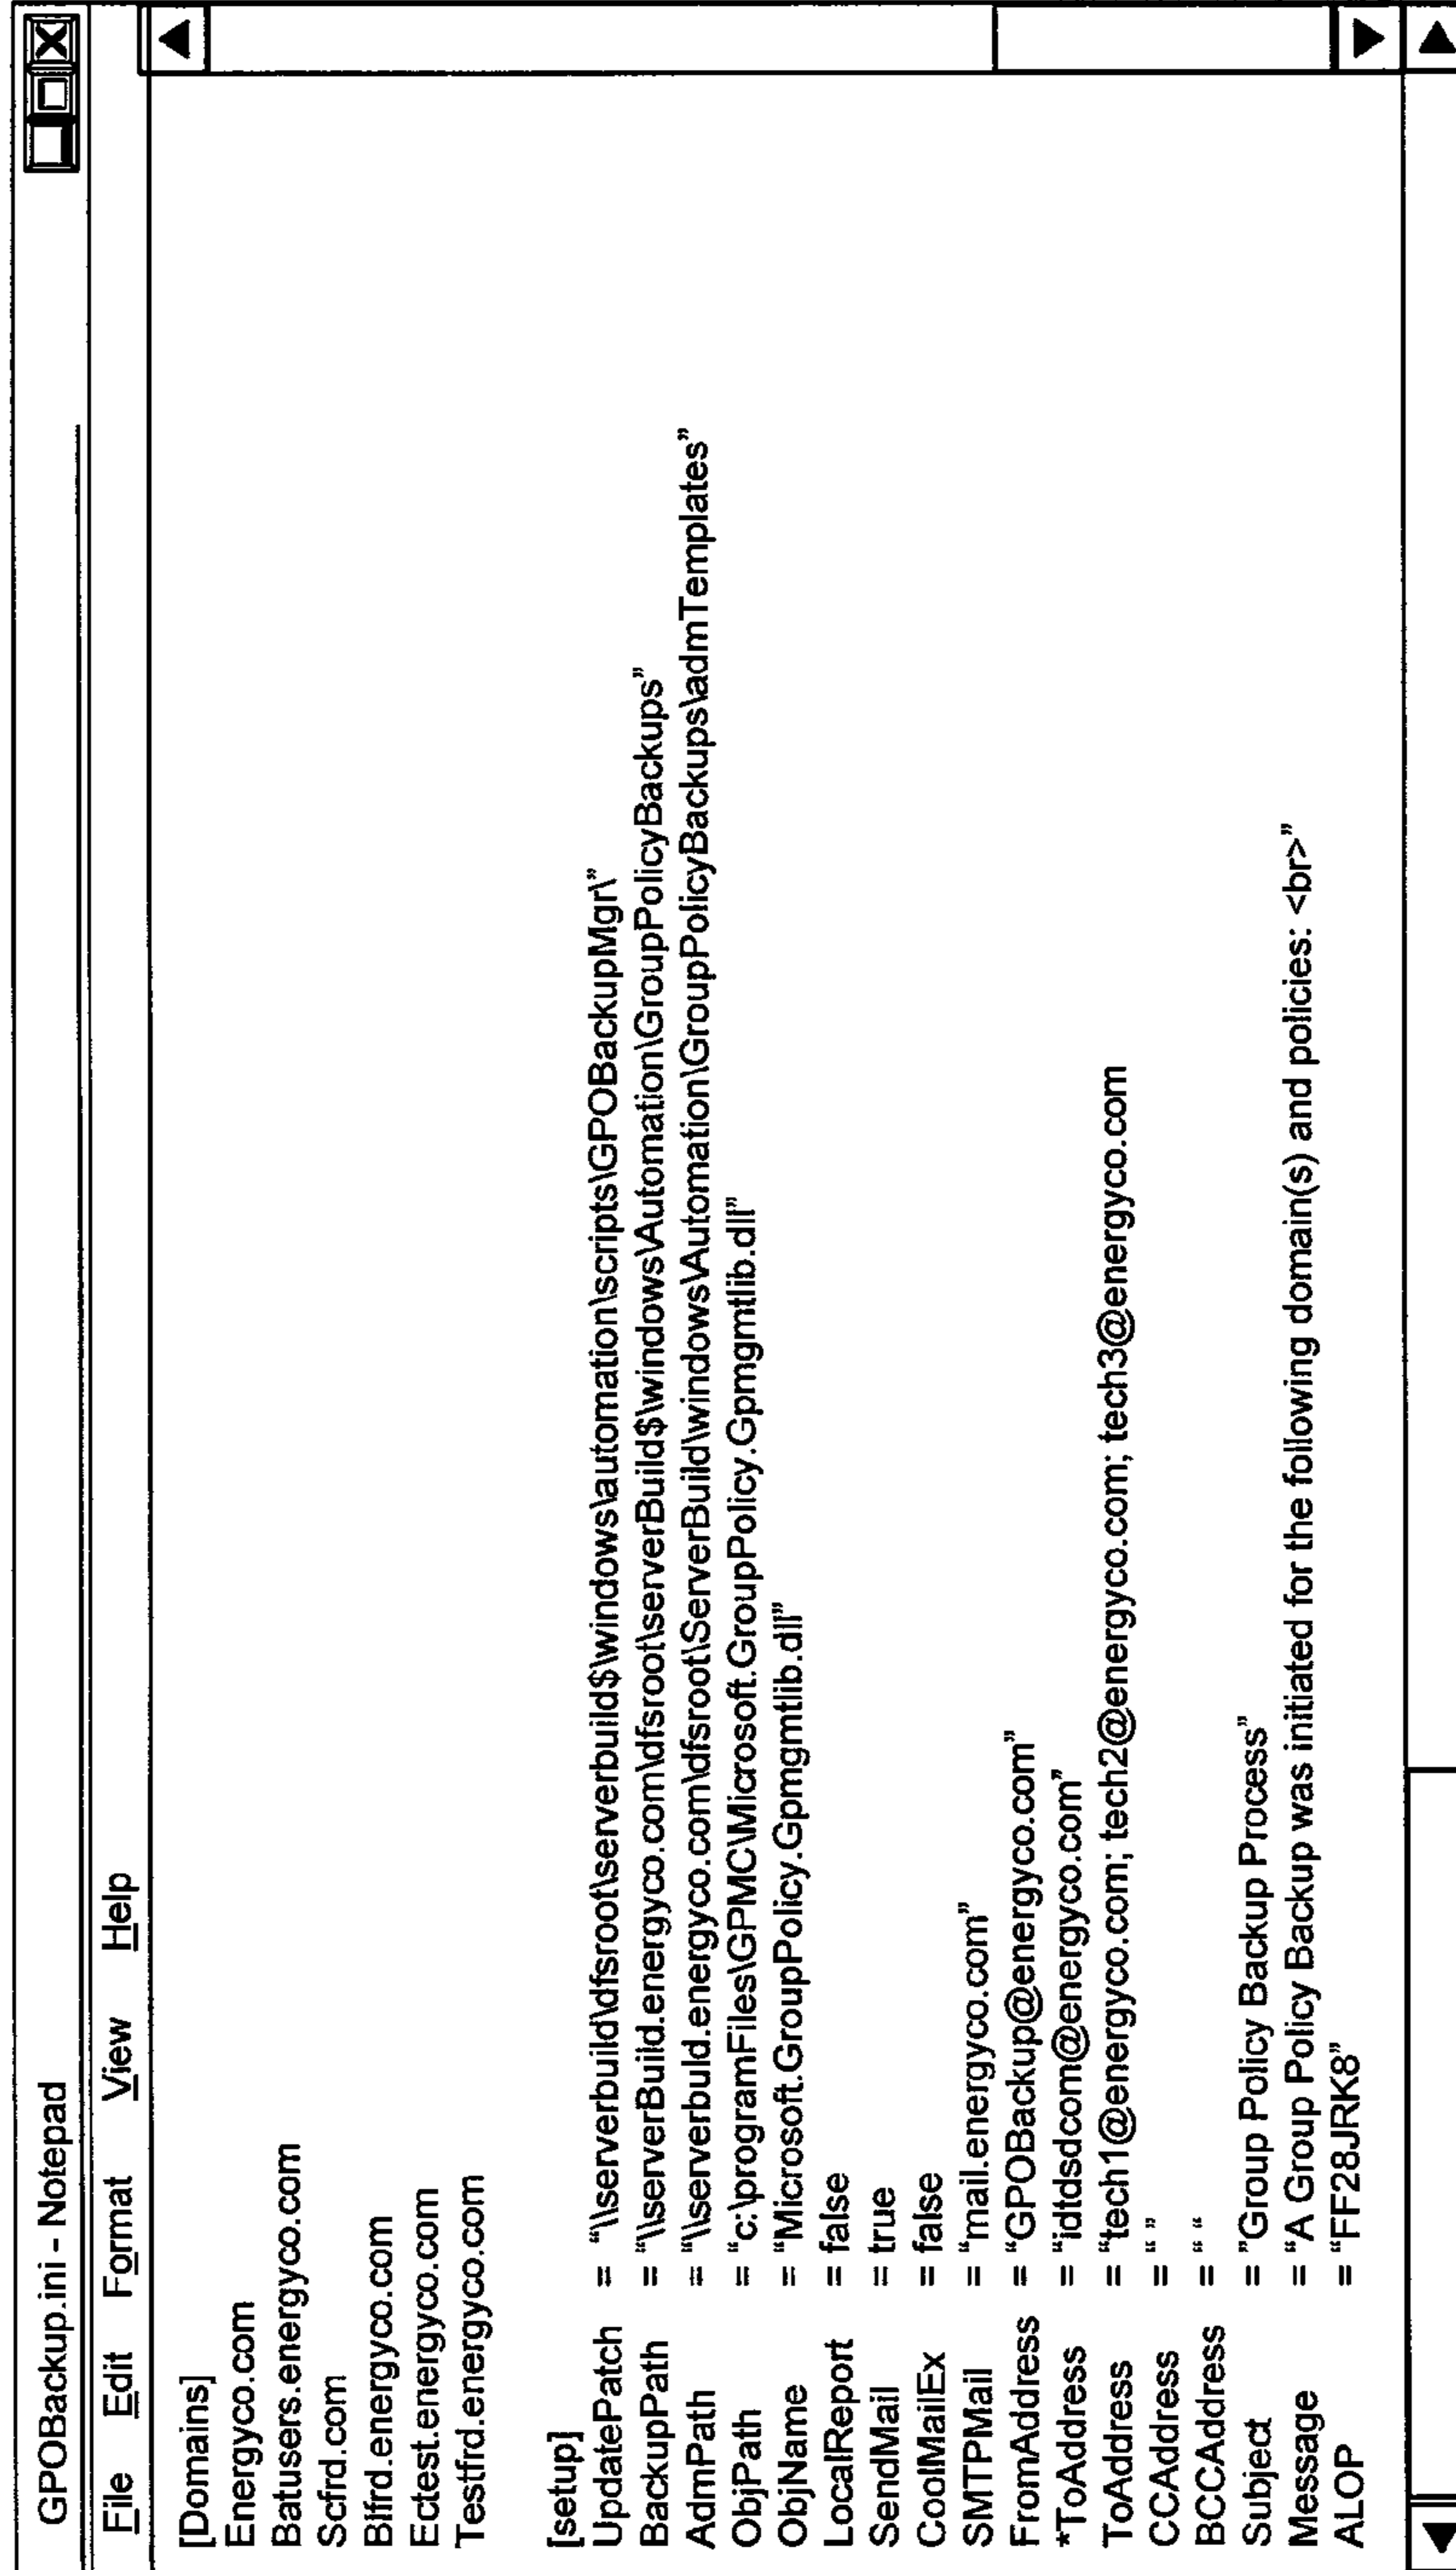 GPOBackup.ini – Notepad
File Edit Format View Help
[Domains]
Energyco.com
Batusers.energyco.com
Scfrd.com
Blfrd.energyco.com
Ectest.energyco.com
Testfrd.energyco.com
[setup]
UpdatePatch = “\\serverbuild\dfsroot\serverbuild$\windows\automation\scripts\GPOBackupMgr\”
BackupPath = “\\serverBuild.energyco.com\dfsroot\serverBuild$\windows\Automation\GroupPolicyBackups”
AdmPath = “\\serverbuld.energyco.com\dfsroot\ServerBuild\windows\Automation\GroupPolicyBackups\admTemplates”
ObjPath = “c:\programFiles\GPMC\Microsoft.GroupPolicy.Gpmgmtlib.dll”
ObjName = “Microsoft.GroupPolicy.Gpmgmtlib.dll”
LocalReport = false
SendMail = true
CoolMailEx = false
SMTPMail = “mail.energyco.com”
FromAddress = “GPOBackup@energyco.com”
*ToAddress = “idtdsdcom@energyco.com”
ToAddress = “tech1@energyco.com; tech2@energyco.com; tech3@energyco.com
CCAddress = “ ”
BCCAddress = “ “
Subject = ”Group Policy Backup Process”
Message = “A Group Policy Backup was initiated for the following domain(s) and policies: <br>”
ALOP = “FF28JRK8”